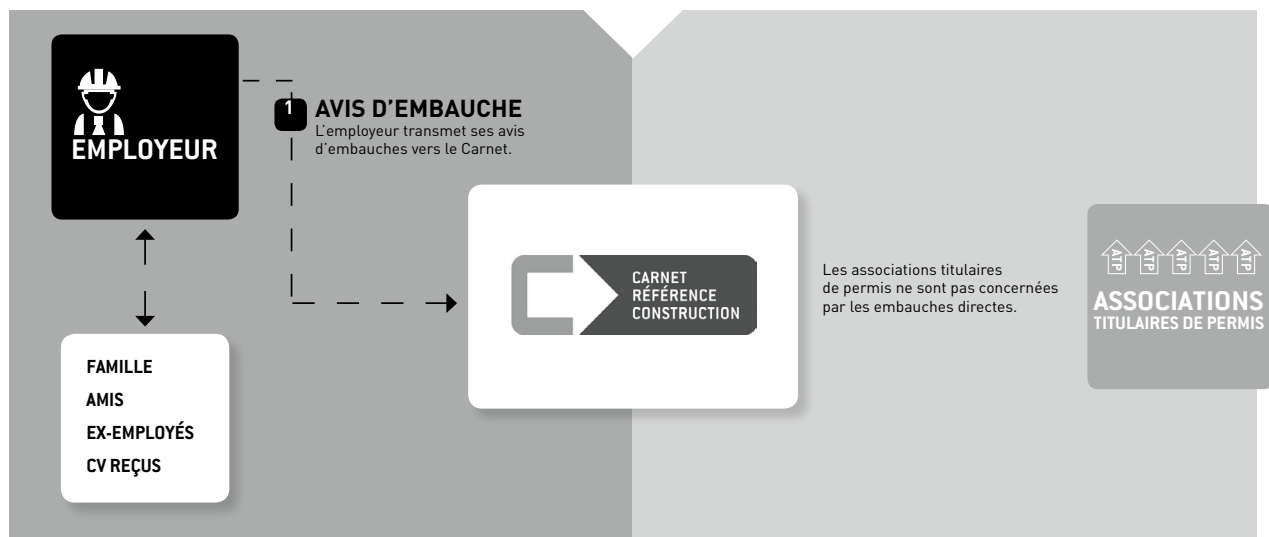 EMPLOYEUR
1
AVIS D'EMBAUCHE
L'employeur transmet ses avis
d'embauches vers le Carnet.
FAMILLE
AMIS
EX-EMPLOYÉS
CV REÇUS
CARNET
RÉFÉRENCE
CONSTRUCTION
Les associations titulaires
de permis ne sont pas concernées
par les embauches directes.
ATP ATP ATP ATP ATP
ASSOCIATIONS
TITULAIRES DE PERMIS